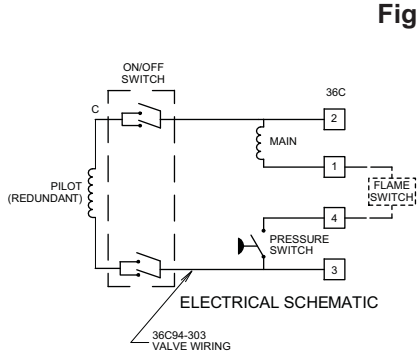 Fig
ON/OFF
SWITCH
36C
C
2
MAIN
1
PILOT
(REDUNDANT)
FLAME
SWITCH
4
PRESSURE
SWITCH
3
ELECTRICAL SCHEMATIC
36C94-303
VALVE WIRING